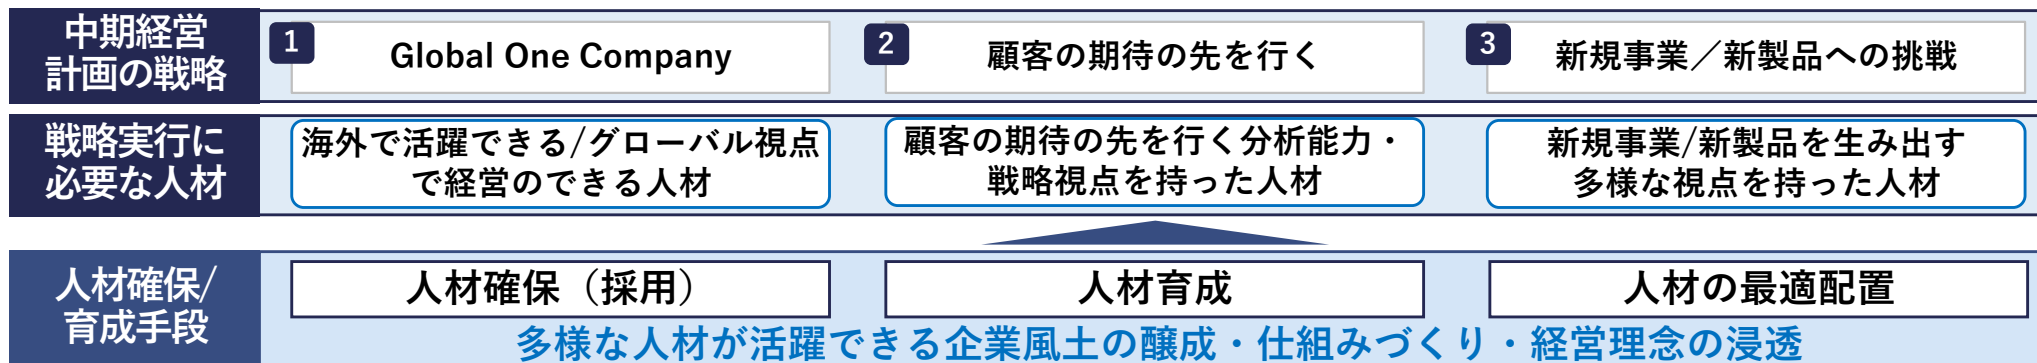 中期経営
計画の戦略
1
Global One Company
2
顧客の期待の先を行く
3
新規事業／新製品への挑戦
戦略実行に
必要な人材
海外で活躍できる/グローバル視点
で経営のできる人材
顧客の期待の先を行く分析能力・
戦略視点を持った人材
新規事業/新製品を生み出す
多様な視点を持った人材
人材確保/
育成手段
人材確保（採用）
人材育成
人材の最適配置
多様な人材が活躍できる企業風土の醸成・仕組みづくり・経営理念の浸透